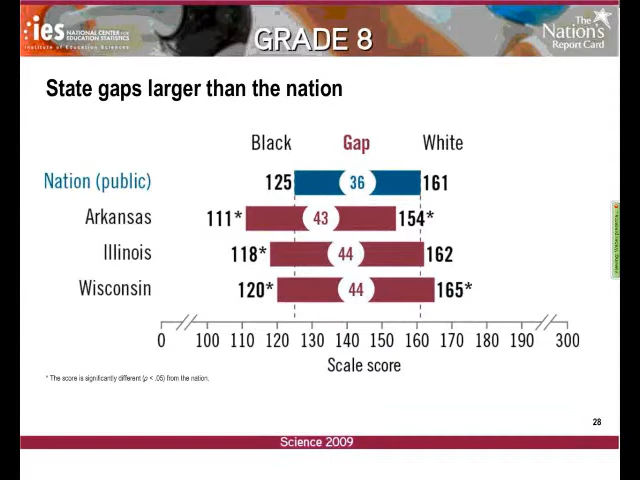 ies NATIONAL CENTER FOR
EDUCATION STATISTICS
Institute of Education Sciences
GRADE 8
The
Nation's
Report Card
State gaps larger than the nation
Black Gap White
Nation (public) 125 36 161
Arkansas 111* 43 154*
Illinois 118* 44 162
Wisconsin 120* 44 165*
0 100 110 120 130 140 150 160 170 180 190 300
Scale score
* The score is significantly different (p < .05) from the nation.
28
Science 2009